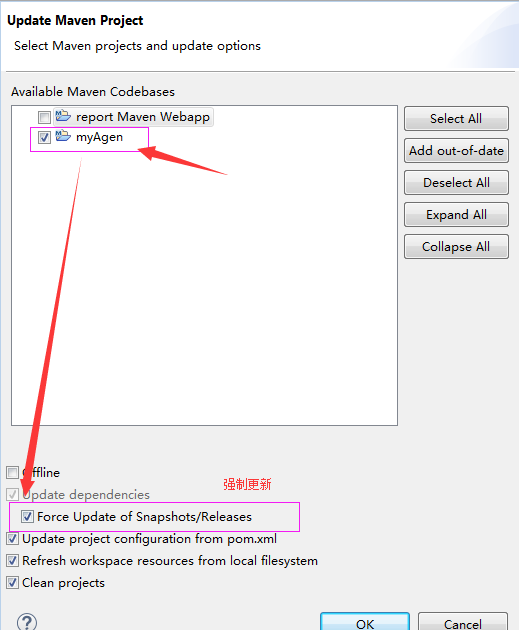 Update Maven Project
Select Maven projects and update options
Available Maven Codebases
report Maven Webapp
myAgen
Select All
Add out-of-date
Deselect All
Expand All
Collapse All
Offline
Update dependencies
强制更新
Force Update of Snapshots/Releases
Update project configuration from pom.xml
Refresh workspace resources from local filesystem
Clean projects
?
OK
Cancel